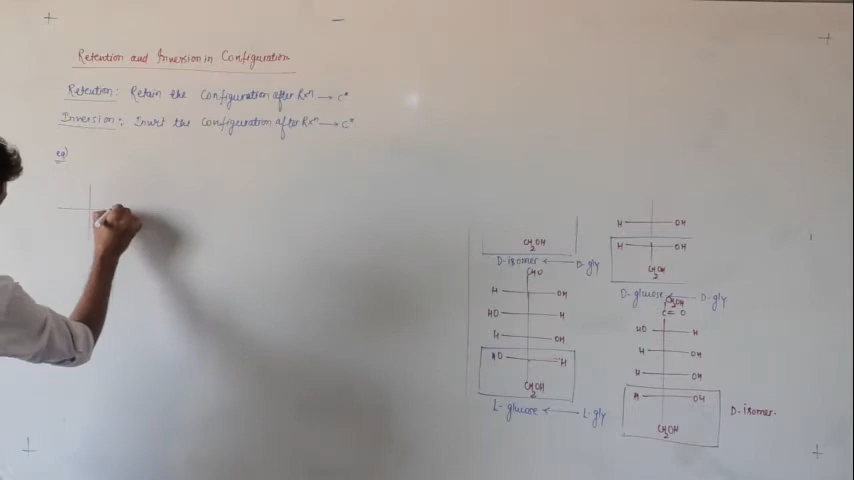 Retention and Inversion in Configuration
Retention: Retain the Configuration after Rxn → C*
Inversion: Invert the Configuration after Rxn → C*
eg)
CH2OH
D-isomer ← D-gly
CHO
H OH
HO H
H OH
HO H
CH2OH
L-glucose ← L-gly
H OH
H OH
CH2OH
D-glucose ← D-gly
CH2OH
C=O
HO H
H OH
H OH
H OH
CH2OH
D-isomer.